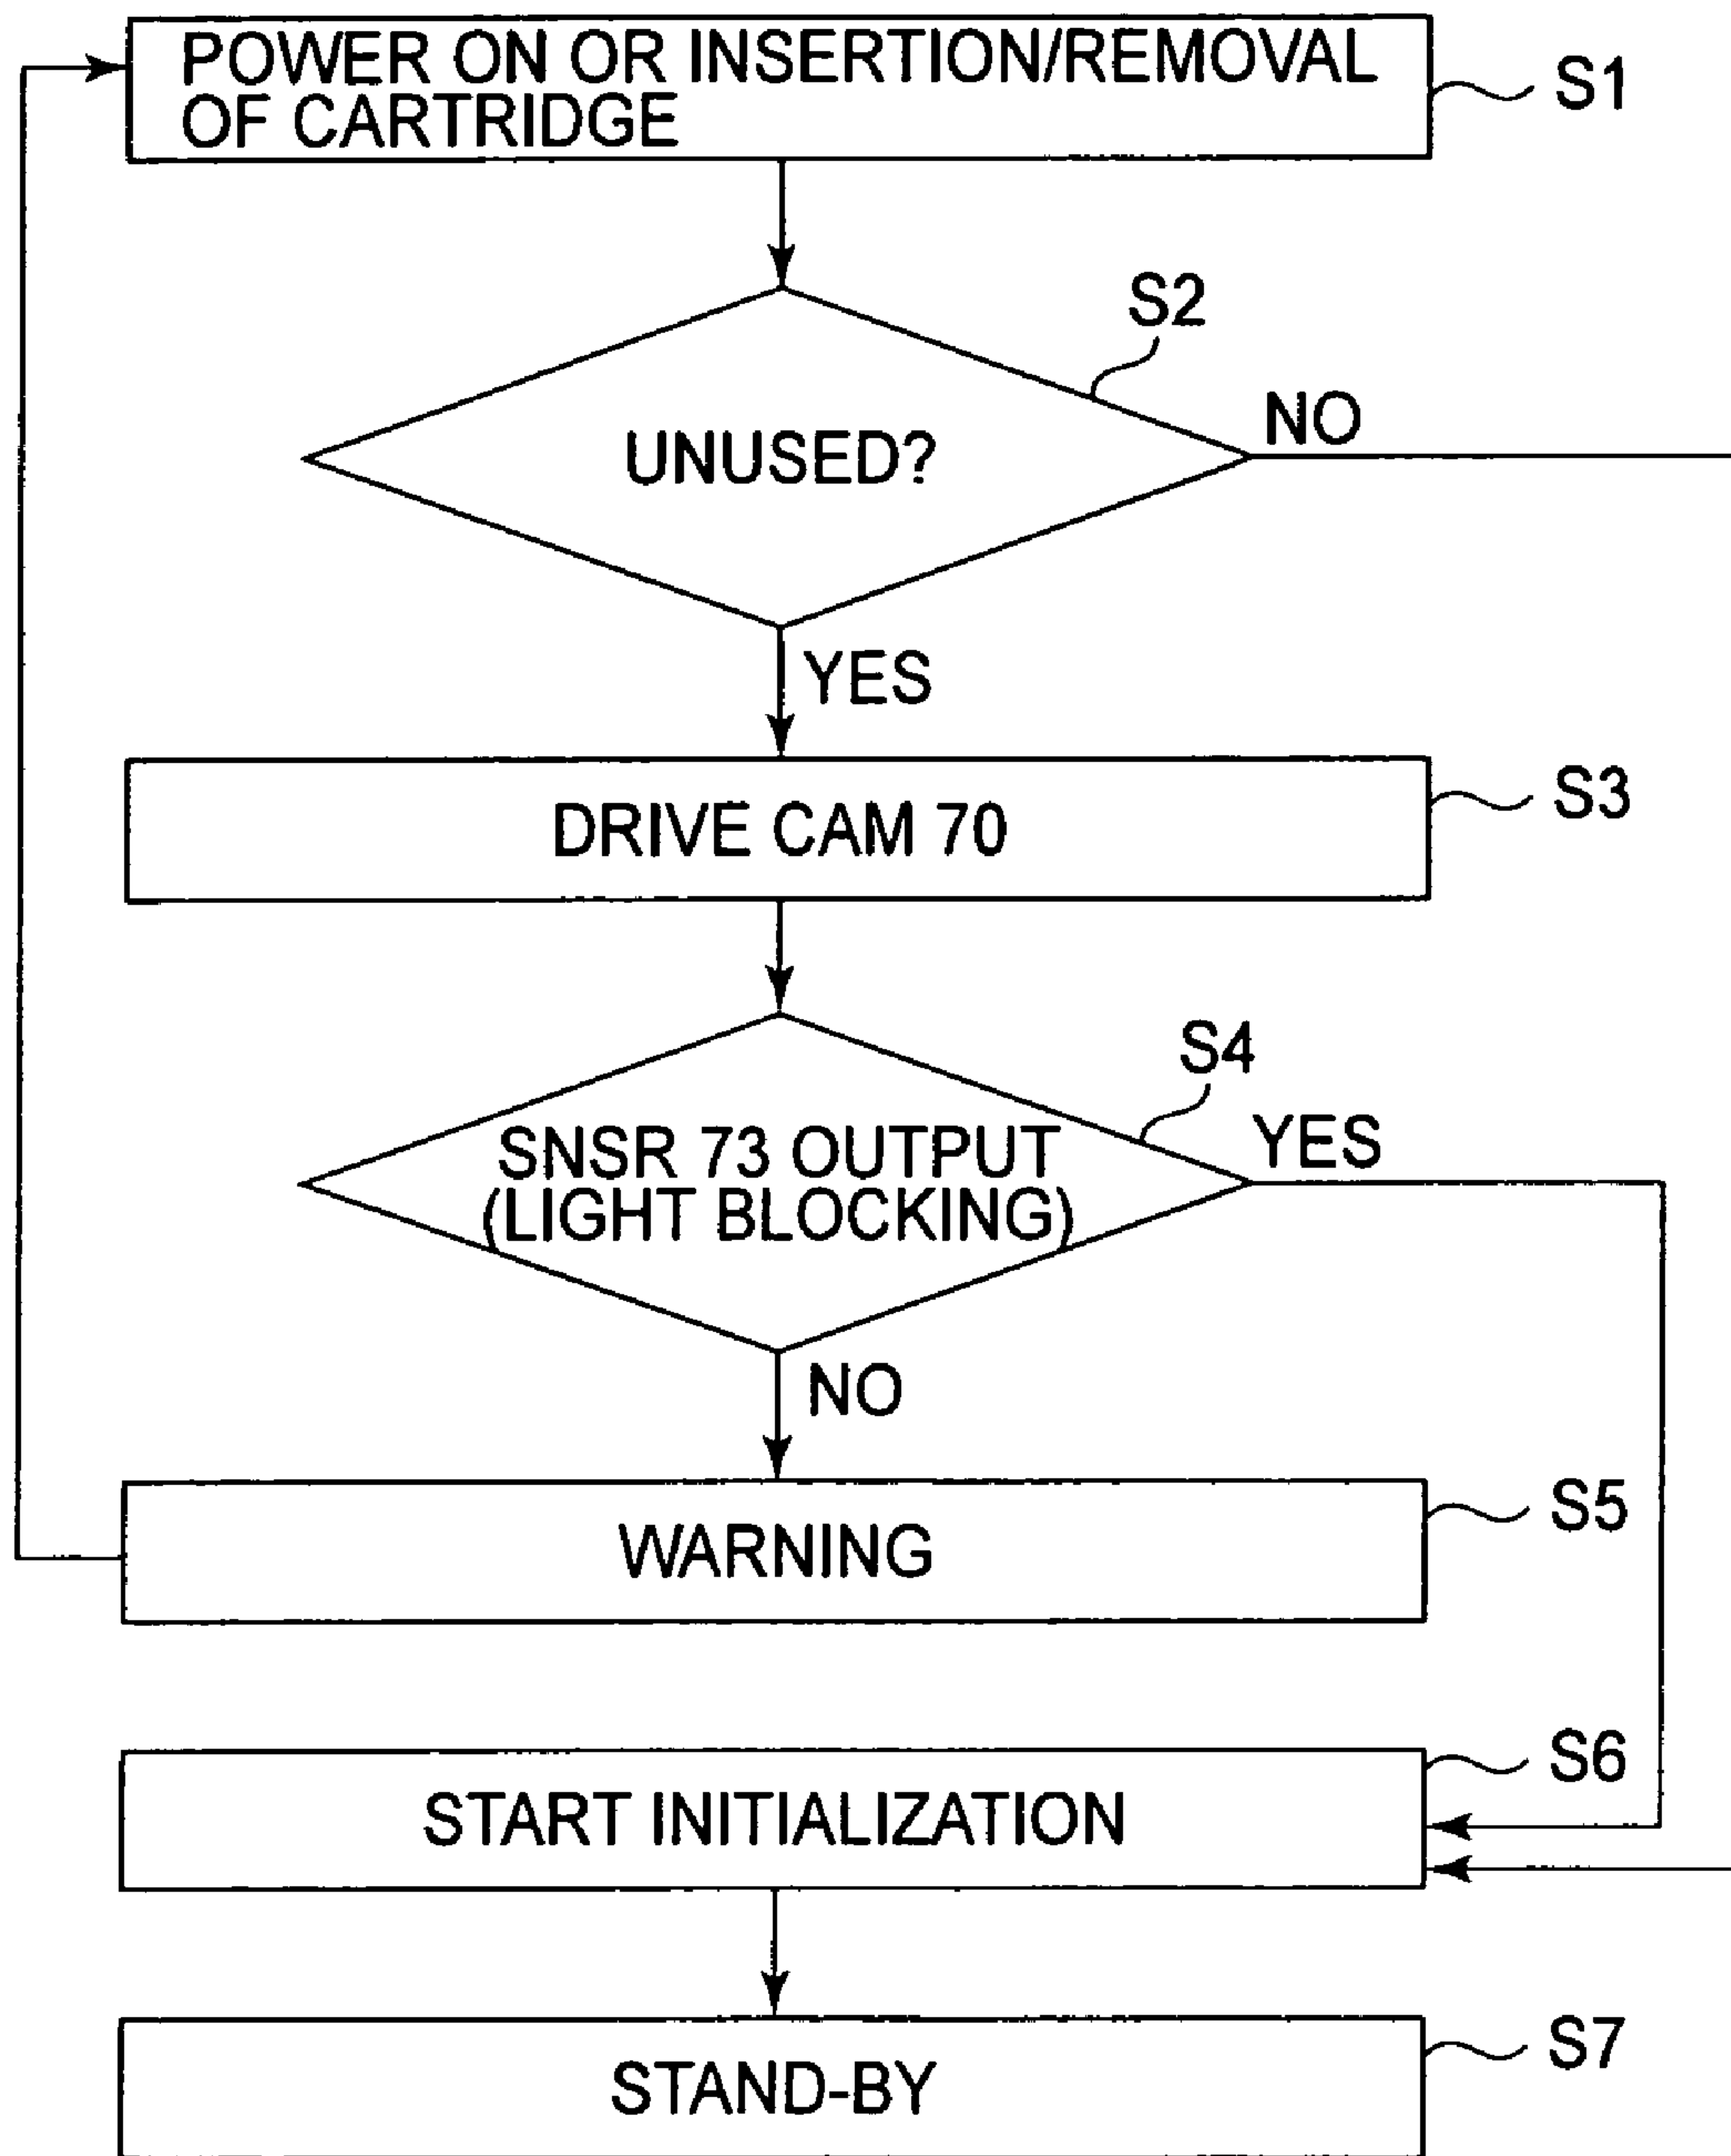 POWER ON OR INSERTION/REMOVAL
OF CARTRIDGE
S1
S2
UNUSED?
NO
YES
S3
DRIVE CAM 70
S4
SNSR 73 OUTPUT
(LIGHT BLOCKING)
YES
NO
S5
WARNING
S6
START INITIALIZATION
S7
STAND-BY